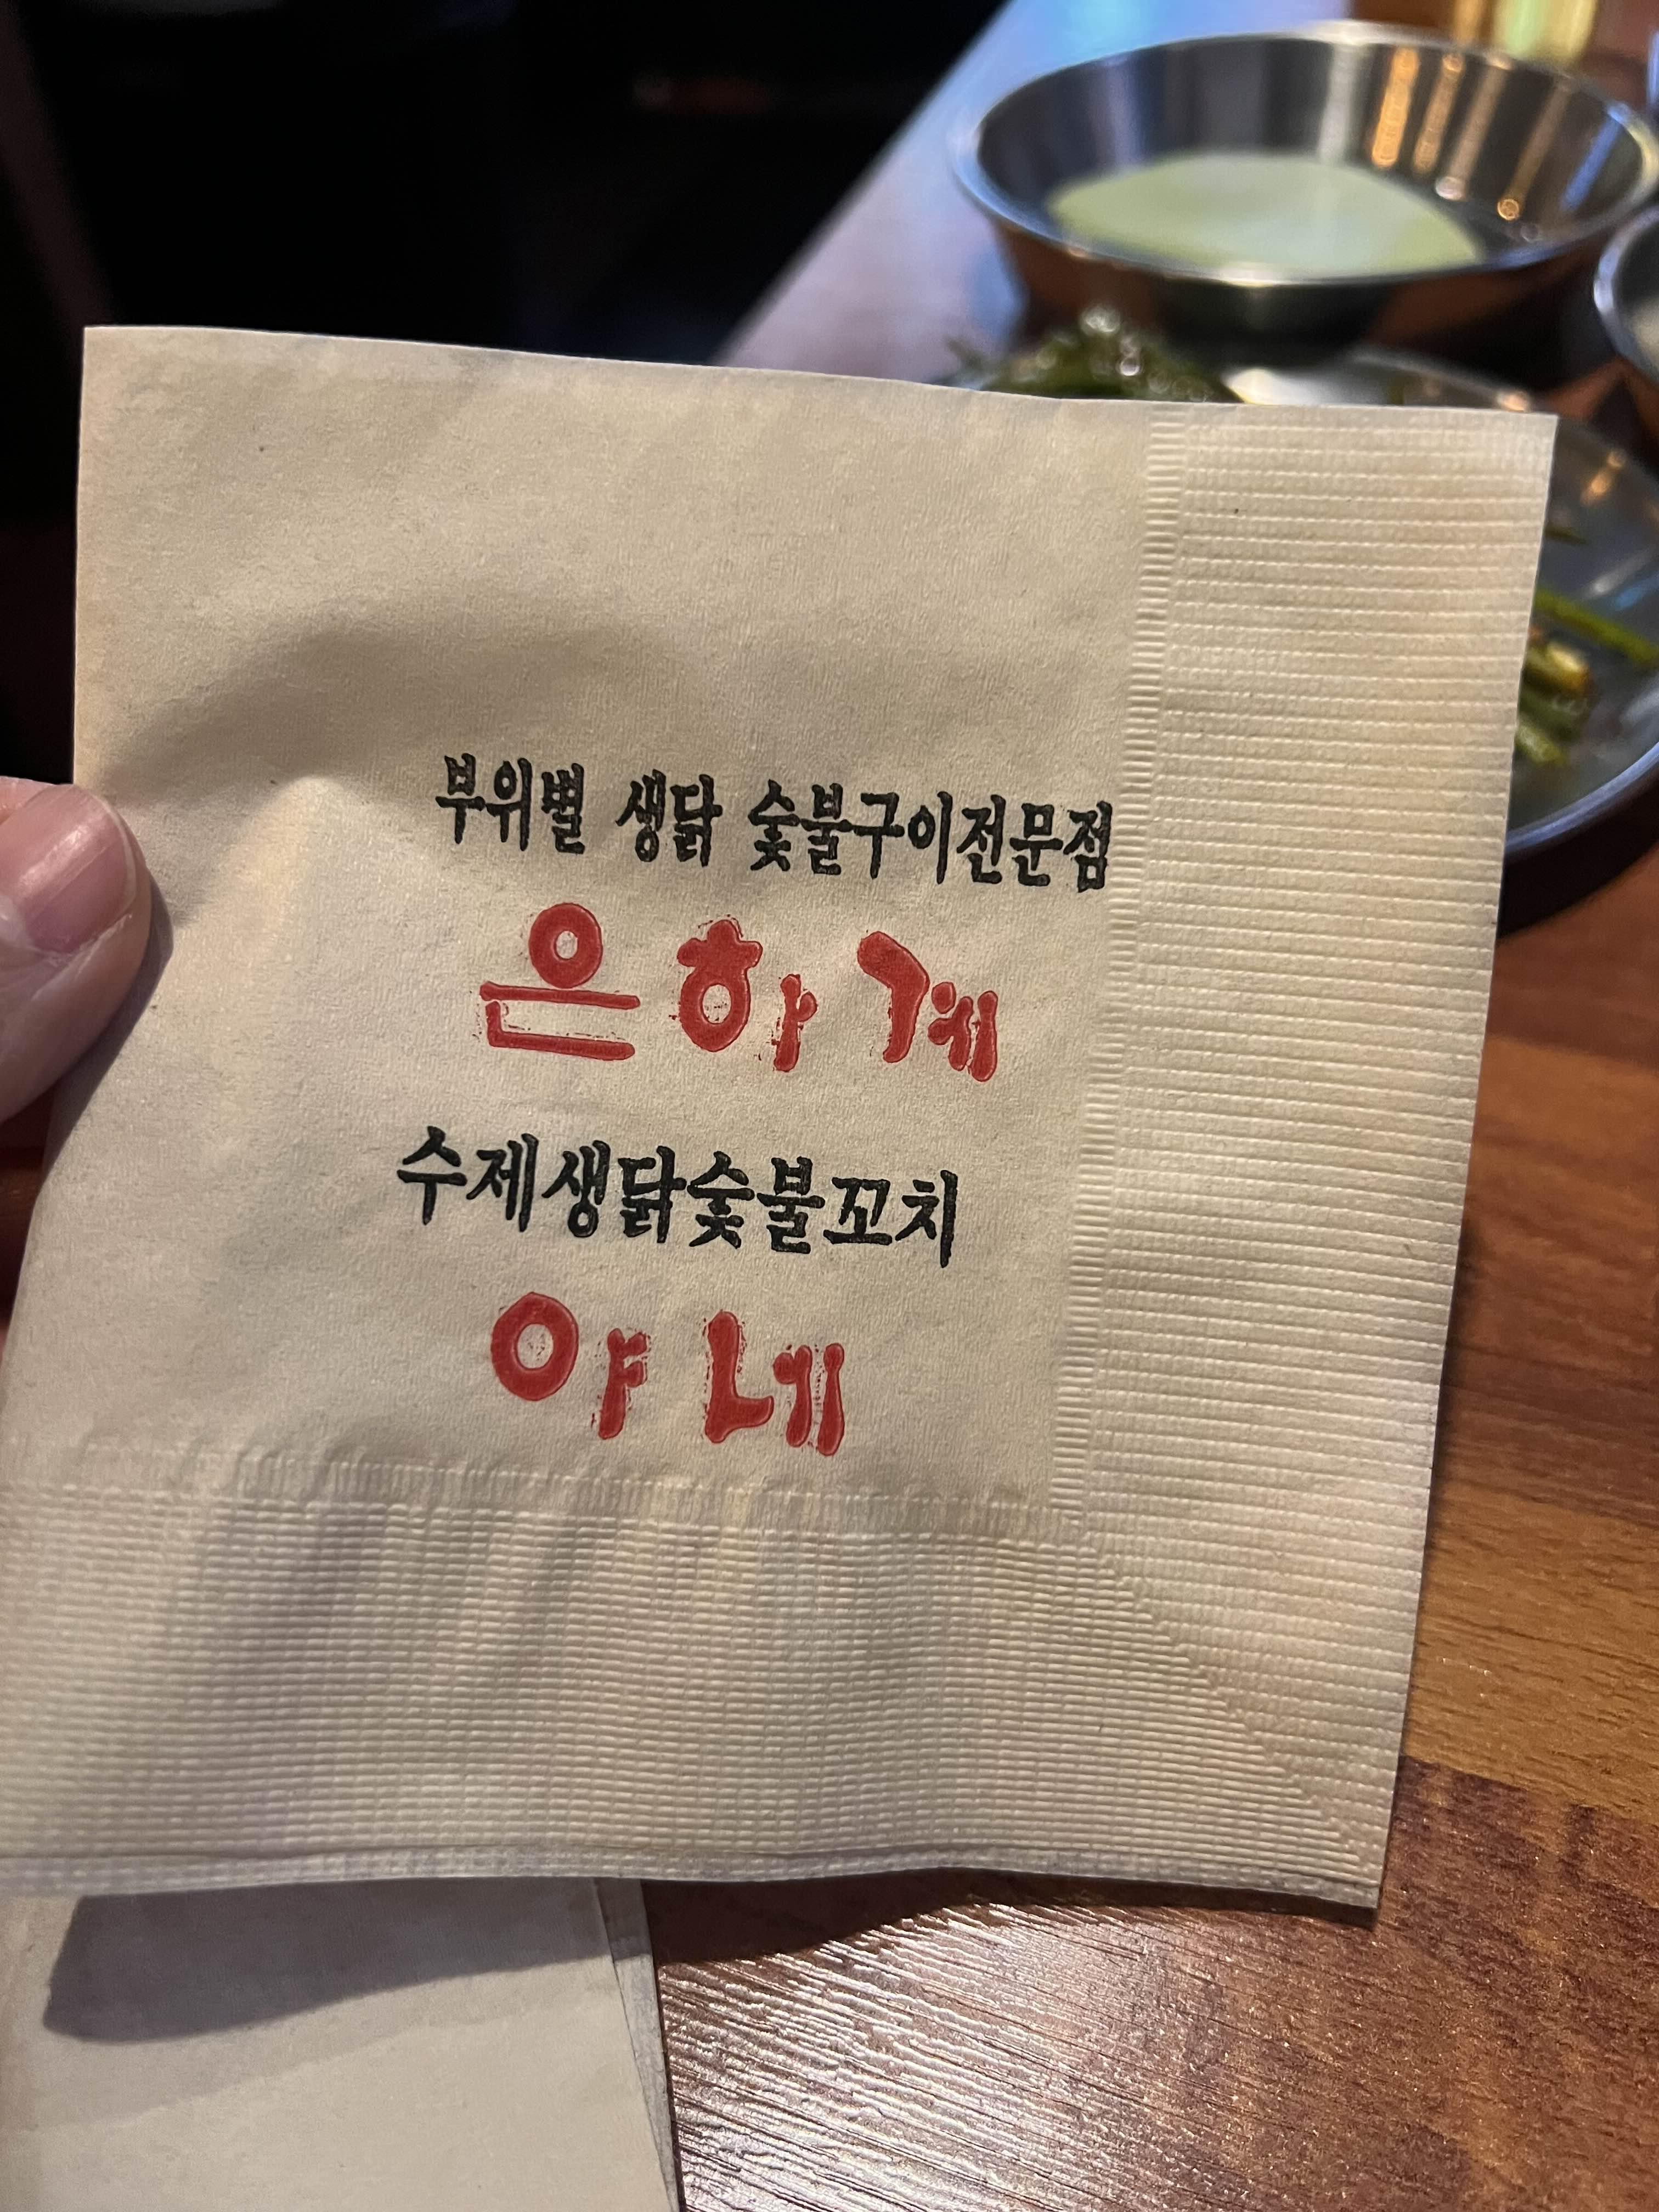 부위별 생닭 숯불구이전문점
은하계
수제생닭숯불꼬치
야네